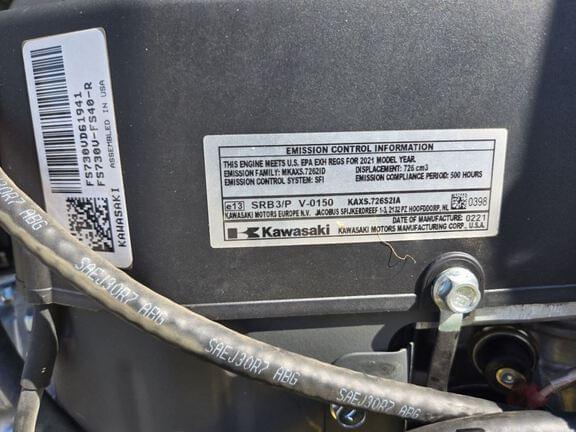 FS730VD61941
FS730V-FS40-R
ASSEMBLED IN USA
KAWASAKI
EMISSION CONTROL INFORMATION
THIS ENGINE MEETS U.S. EPA EXH REGS FOR 2021 MODEL YEAR.
EMISSION FAMILY: MKAXS.7262ID DISPLACEMENT: 726 cm3
EMISSION CONTROL SYSTEM: SFI EMISSION COMPLIANCE PERIOD: 500 HOURS
e13 SRB3/P V-0150 KAXS.726S2IA 0398
KAWASAKI MOTORS EUROPE N.V. JACOBUS SPIJKERDREEF 1-3, 2132 PZ HOOFDDORP, NL
DATE OF MANUFACTURE: 0221
Kawasaki KAWASAKI MOTORS MANUFACTURING CORP., U.S.A.
30R7 ABG
SAEJ30R7 ABG
SAEJ30R7 ABG
SAEJ30R7 ABG